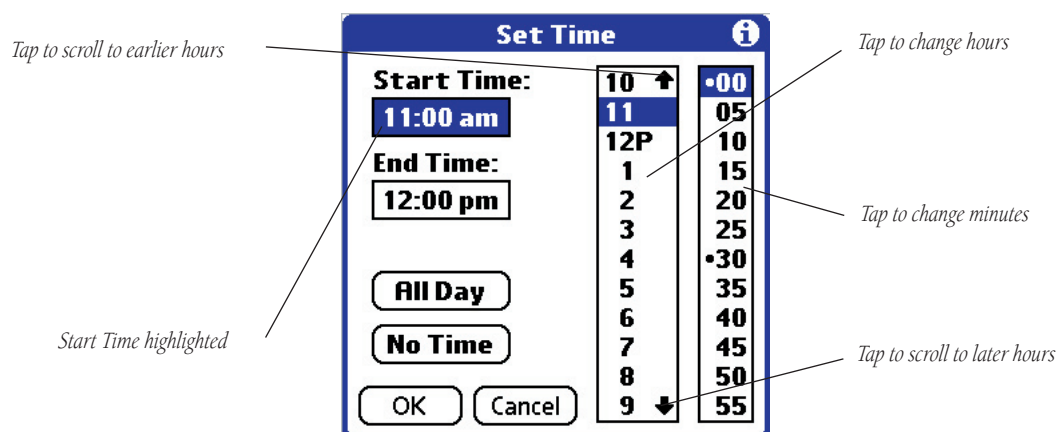 Set Time
i
Tap to scroll to earlier hours
Tap to change hours
Start Time:
11:00 am
End Time:
12:00 pm
All Day
No Time
OK
Cancel
10
11
12P
1
2
3
4
5
6
7
8
9
•00
05
10
15
20
25
•30
35
40
45
50
55
Tap to change minutes
Start Time highlighted
Tap to scroll to later hours